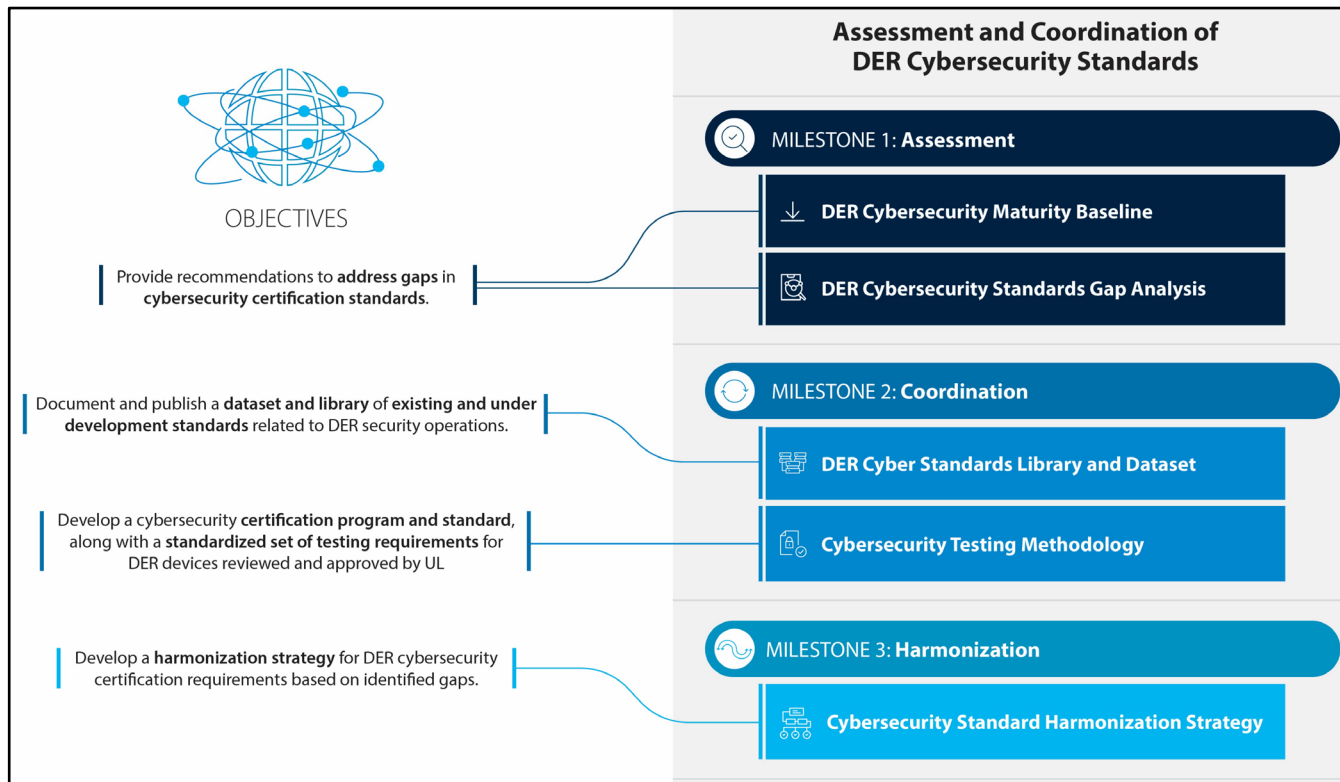 OBJECTIVES
Provide recommendations to address gaps in
cybersecurity certification standards.
Document and publish a dataset and library of existing and under
development standards related to DER security operations.
Develop a cybersecurity certification program and standard,
along with a standardized set of testing requirements for
DER devices reviewed and approved by UL
Develop a harmonization strategy for DER cybersecurity
certification requirements based on identified gaps.
Assessment and Coordination of
DER Cybersecurity Standards
MILESTONE 1: Assessment
DER Cybersecurity Maturity Baseline
DER Cybersecurity Standards Gap Analysis
MILESTONE 2: Coordination
DER Cyber Standards Library and Dataset
Cybersecurity Testing Methodology
MILESTONE 3: Harmonization
Cybersecurity Standard Harmonization Strategy